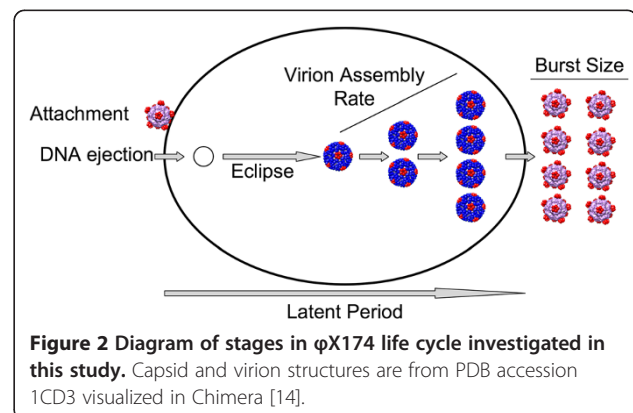 Virion Assembly
Rate
Burst Size
Attachment
DNA ejection
Eclipse
Latent Period
Figure 2 Diagram of stages in φX174 life cycle investigated in
this study. Capsid and virion structures are from PDB accession
1CD3 visualized in Chimera [14].